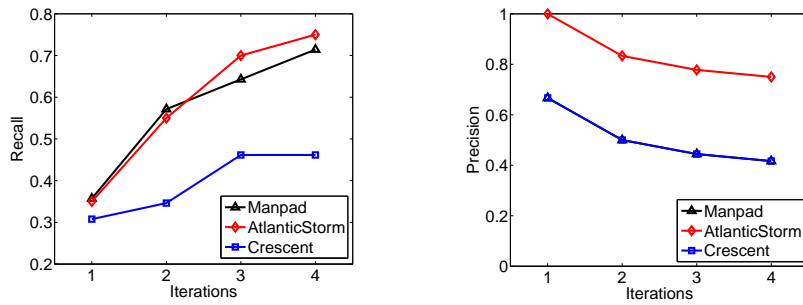 0.8
0.7
0.6
0.5
0.4
0.3
0.2
Recall
1 2 3 4
Iterations
Manpad
AtlanticStorm
Crescent
1
0.8
0.6
0.4
0.2
0
Precision
1 2 3 4
Iterations
Manpad
AtlanticStorm
Crescent